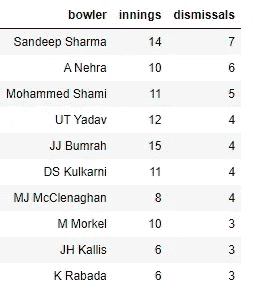 bowler innings dismissals
Sandeep Sharma 14 7
A Nehra 10 6
Mohammed Shami 11 5
UT Yadav 12 4
JJ Bumrah 15 4
DS Kulkarni 11 4
MJ McClenaghan 8 4
M Morkel 10 3
JH Kallis 6 3
K Rabada 6 3